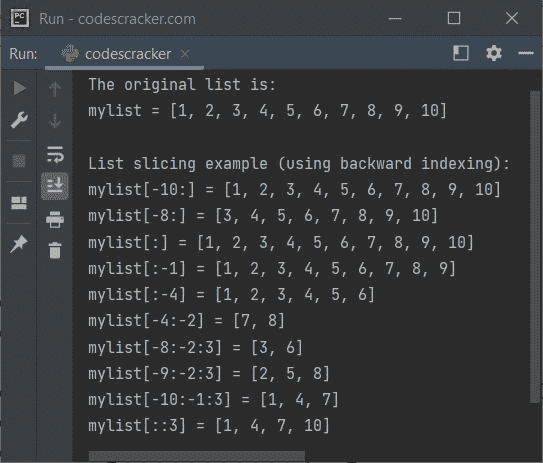 Run - codescracker.com
Run: codescracker
The original list is:
mylist = [1, 2, 3, 4, 5, 6, 7, 8, 9, 10]
List slicing example (using backward indexing):
mylist[-10:] = [1, 2, 3, 4, 5, 6, 7, 8, 9, 10]
mylist[-8:] = [3, 4, 5, 6, 7, 8, 9, 10]
mylist[:] = [1, 2, 3, 4, 5, 6, 7, 8, 9, 10]
mylist[:-1] = [1, 2, 3, 4, 5, 6, 7, 8, 9]
mylist[:-4] = [1, 2, 3, 4, 5, 6]
mylist[-4:-2] = [7, 8]
mylist[-8:-2:3] = [3, 6]
mylist[-9:-2:3] = [2, 5, 8]
mylist[-10:-1:3] = [1, 4, 7]
mylist[::3] = [1, 4, 7, 10]